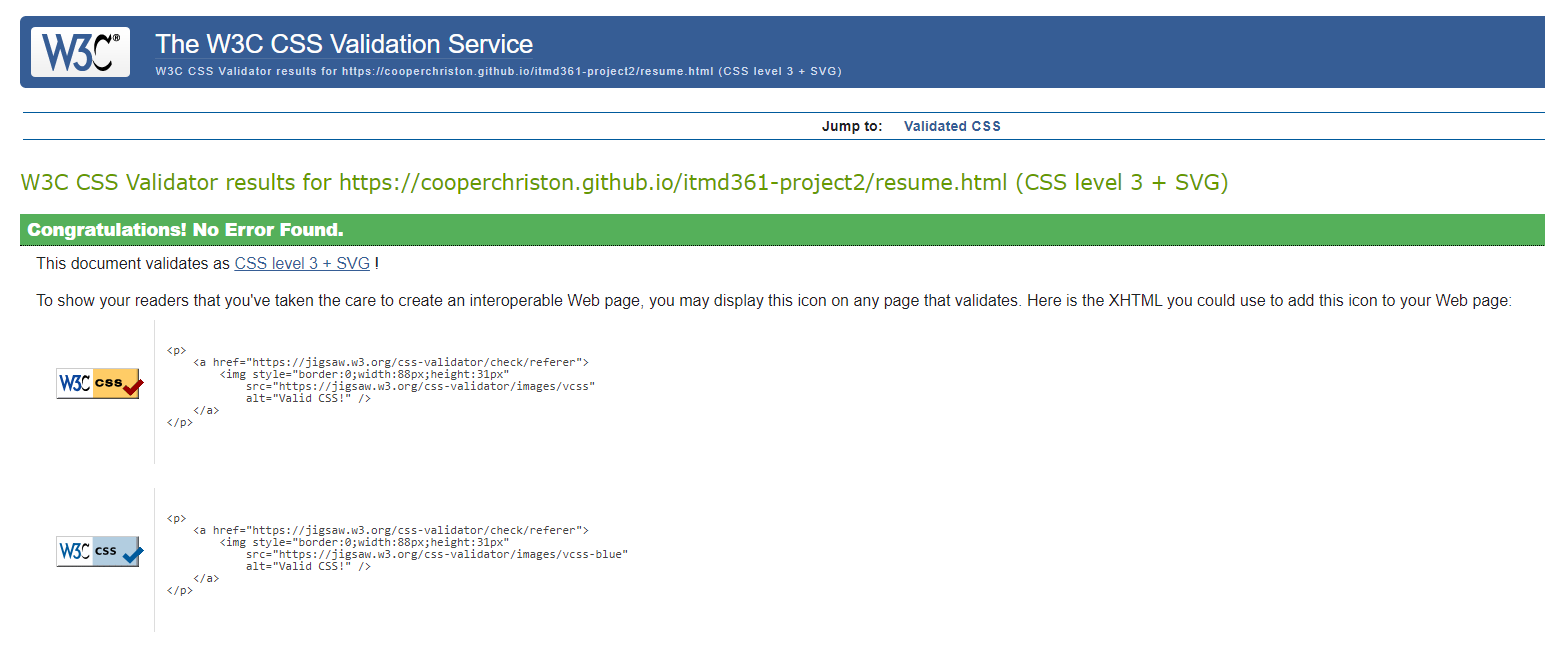 W3C®
The W3C CSS Validation Service
W3C CSS Validator results for https://cooperchriston.github.io/itmd361-project2/resume.html (CSS level 3 + SVG)
Jump to: Validated CSS
W3C CSS Validator results for https://cooperchriston.github.io/itmd361-project2/resume.html (CSS level 3 + SVG)
Congratulations! No Error Found.
This document validates as CSS level 3 + SVG !
To show your readers that you've taken the care to create an interoperable Web page, you may display this icon on any page that validates. Here is the XHTML you could use to add this icon to your Web page:
W3C css
<p>
<a href="https://jigsaw.w3.org/css-validator/check/referer">
<img style="border:0;width:88px;height:31px"
src="https://jigsaw.w3.org/css-validator/images/vcss"
alt="Valid CSS!" />
</a>
</p>
W3C css
<p>
<a href="https://jigsaw.w3.org/css-validator/check/referer">
<img style="border:0;width:88px;height:31px"
src="https://jigsaw.w3.org/css-validator/images/vcss-blue"
alt="Valid CSS!" />
</a>
</p>